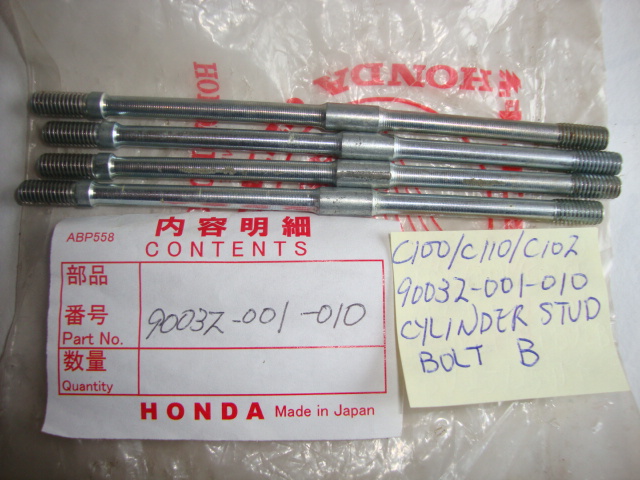 HONDA
HONDA
ABP558
内容明細
CONTENTS
部品
番号
Part No.
90032-001-010
数量
Quantity
HONDA Made in Japan
C100/C110/C102
90032-001-010
CYLINDER STUD
BOLT B